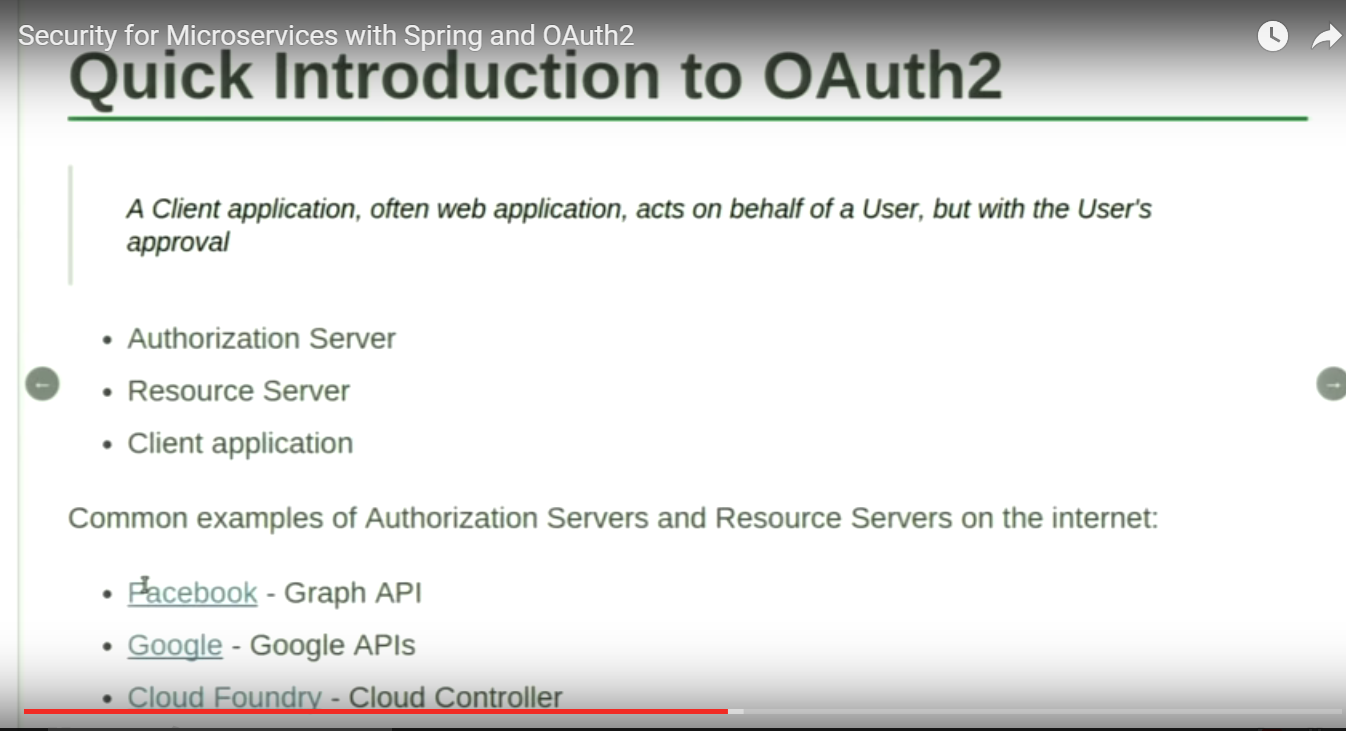 Security for Microservices with Spring and OAuth2
Quick Introduction to OAuth2
A Client application, often web application, acts on behalf of a User, but with the User's
approval
• Authorization Server
• Resource Server
• Client application
Common examples of Authorization Servers and Resource Servers on the internet:
• Facebook - Graph API
• Google - Google APIs
• Cloud Foundry - Cloud Controller